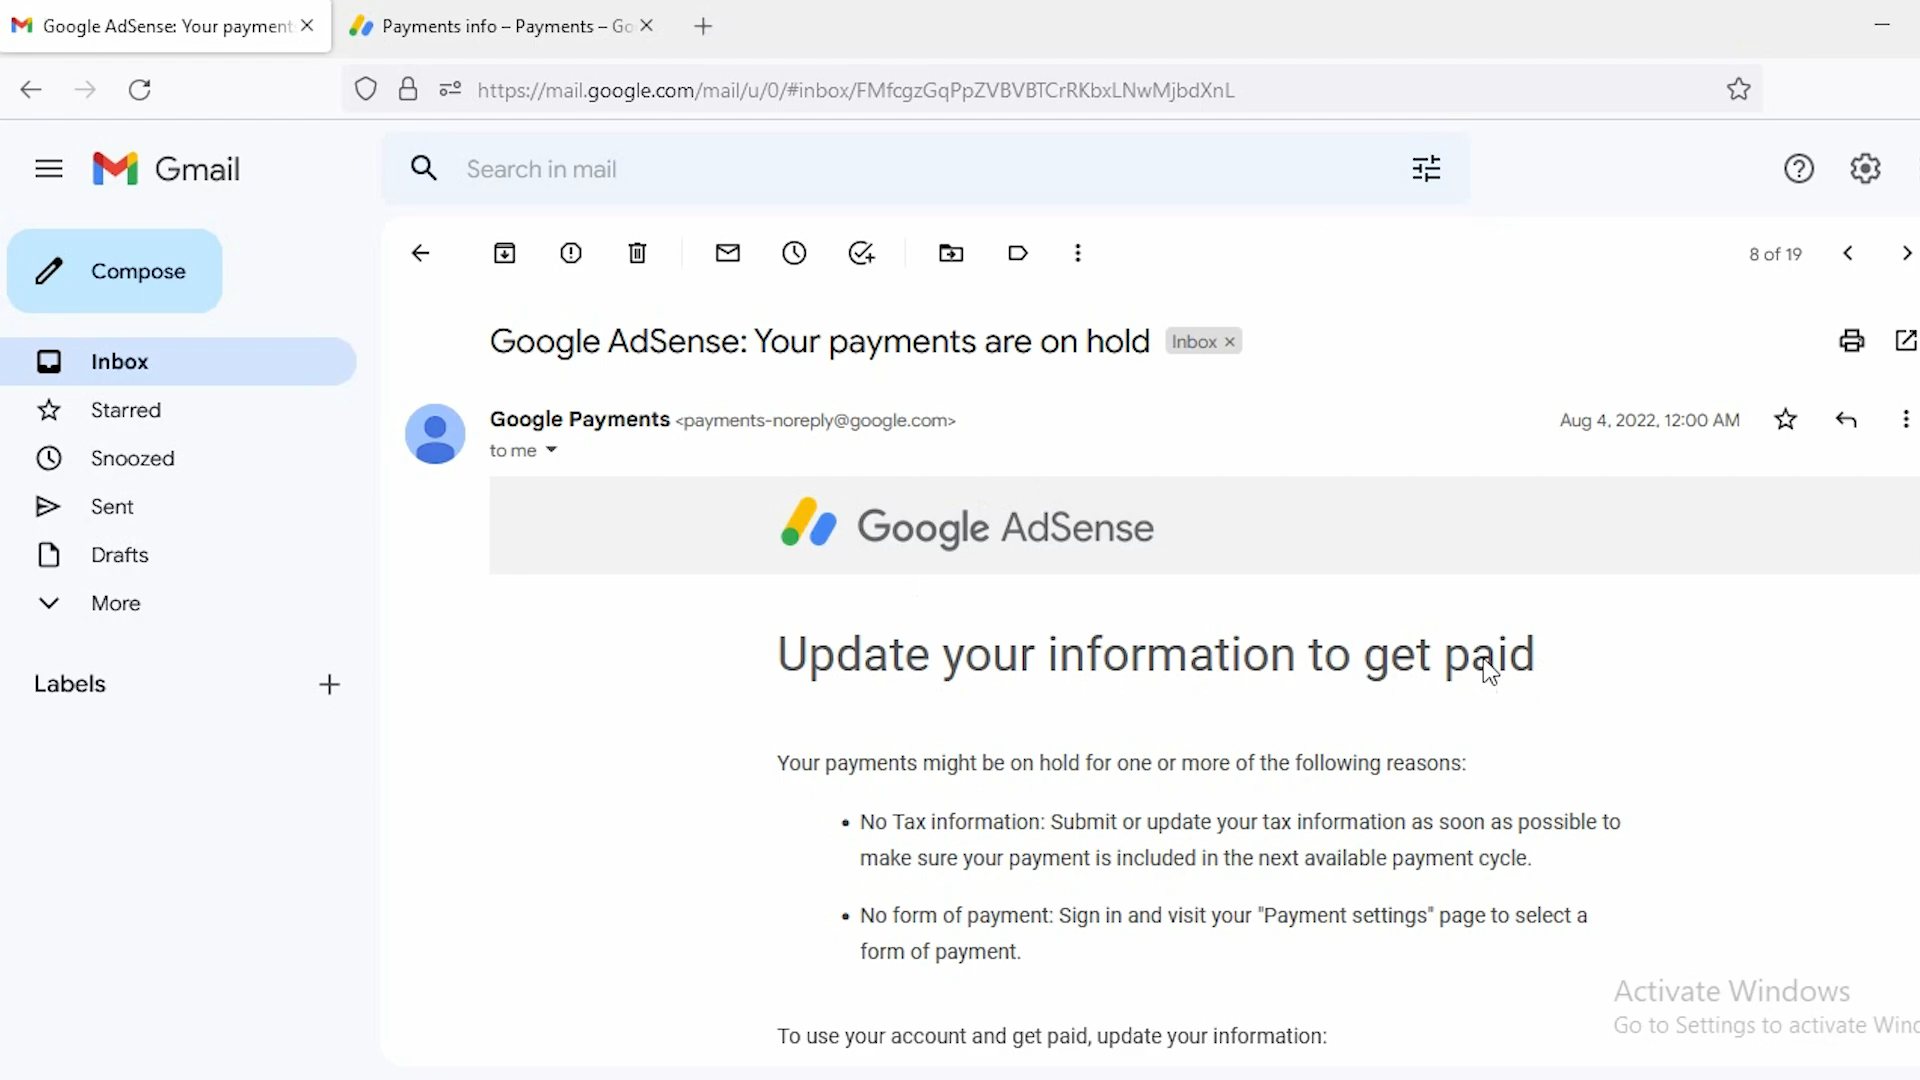 Google AdSense: Your payment
Payments info – Payments – Go
https://mail.google.com/mail/u/0/#inbox/FMfcgzGqPpZVBVBTCrRKbxLNwMjbdXnL
Gmail
Search in mail
Compose
8 of 19
Inbox
Starred
Snoozed
Sent
Drafts
More
Labels
Google AdSense: Your payments are on hold Inbox ×
Google Payments <payments-noreply@google.com>
Aug 4, 2022, 12:00 AM
to me
Google AdSense
Update your information to get paid
Your payments might be on hold for one or more of the following reasons:
• No Tax information: Submit or update your tax information as soon as possible to
make sure your payment is included in the next available payment cycle.
• No form of payment: Sign in and visit your "Payment settings" page to select a
form of payment.
To use your account and get paid, update your information:
Activate Windows
Go to Settings to activate Winc